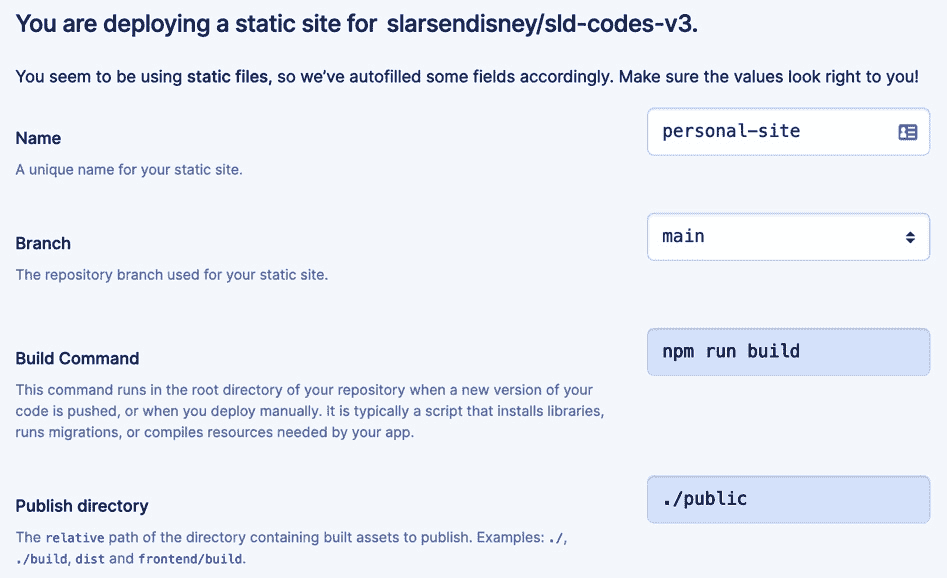 You are deploying a static site for slarsendisney/sld-codes-v3.
You seem to be using static files, so we've autofilled some fields accordingly. Make sure the values look right to you!
Name
personal-site
A unique name for your static site.
Branch
main
The repository branch used for your static site.
Build Command
npm run build
This command runs in the root directory of your repository when a new version of your
code is pushed, or when you deploy manually. It is typically a script that installs libraries,
runs migrations, or compiles resources needed by your app.
Publish directory
./public
The relative path of the directory containing built assets to publish. Examples: ./,
./build, dist and frontend/build.